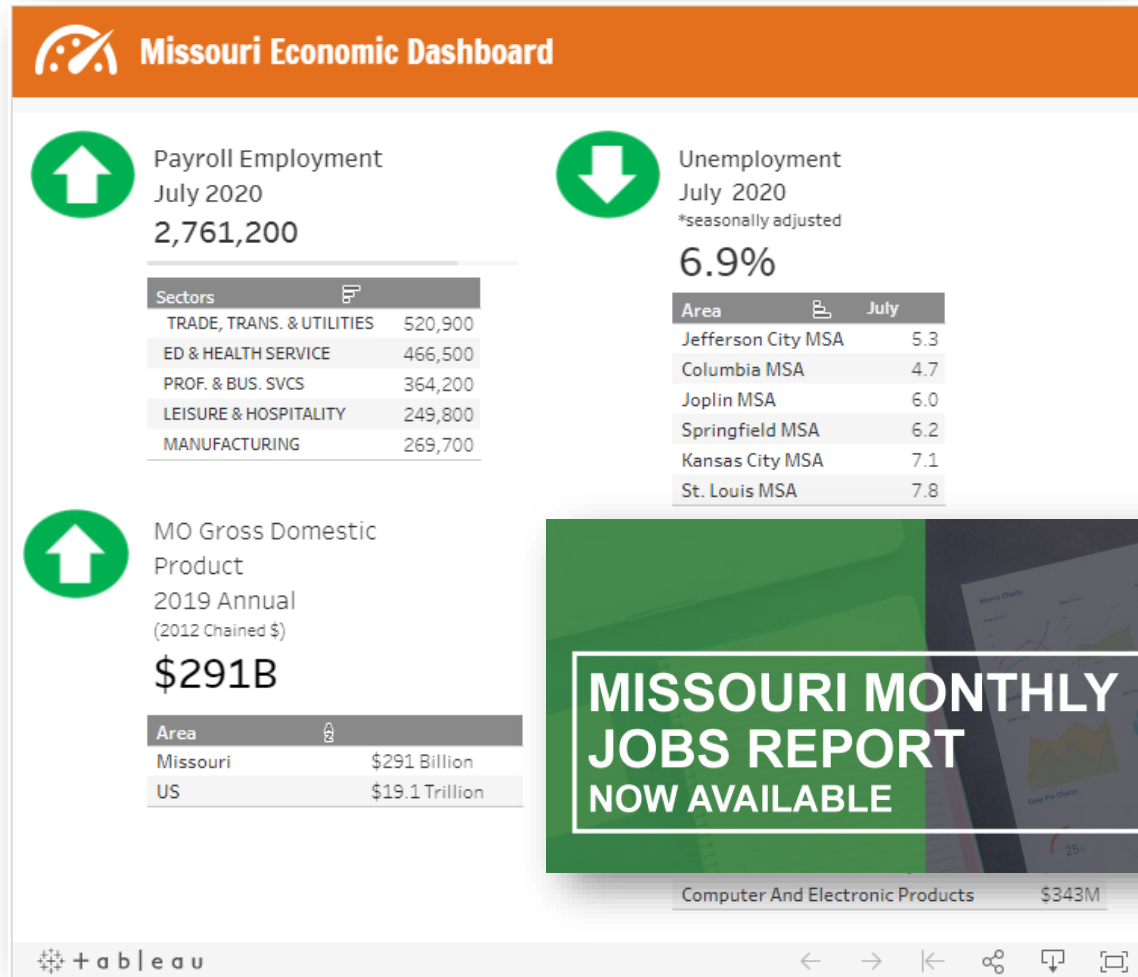 Missouri Economic Dashboard
Payroll Employment
July 2020
2,761,200
Sectors
TRADE, TRANS. & UTILITIES 520,900
ED & HEALTH SERVICE 466,500
PROF. & BUS. SVCS 364,200
LEISURE & HOSPITALITY 249,800
MANUFACTURING 269,700
Unemployment
July 2020
*seasonally adjusted
6.9%
Area July
Jefferson City MSA 5.3
Columbia MSA 4.7
Joplin MSA 6.0
Springfield MSA 6.2
Kansas City MSA 7.1
St. Louis MSA 7.8
MO Gross Domestic
Product
2019 Annual
(2012 Chained $)
$291B
Area
Missouri $291 Billion
US $19.1 Trillion
MISSOURI MONTHLY
JOBS REPORT
NOW AVAILABLE
Easy Pie Charts
25
Computer And Electronic Products $343M
+ableau